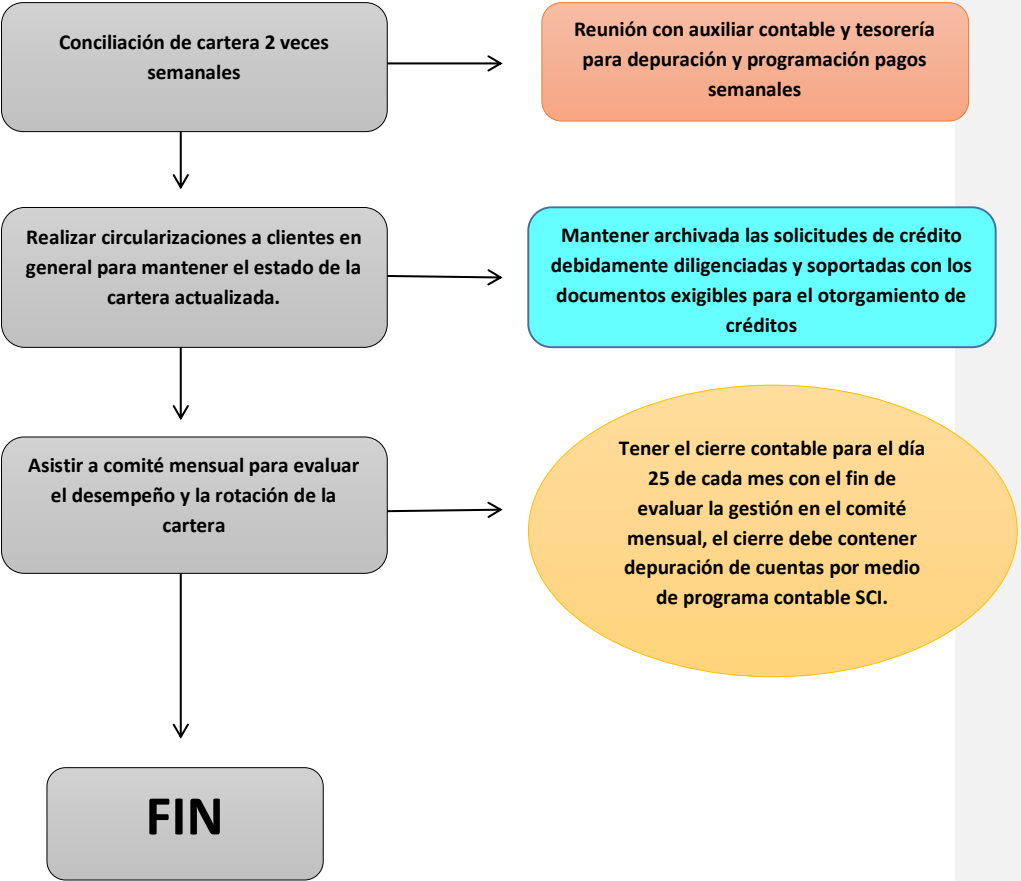 Conciliación de cartera 2 veces
semanales
Reunión con auxiliar contable y tesorería
para depuración y programación pagos
semanales
Realizar circularizaciones a clientes en
general para mantener el estado de la
cartera actualizada.
Mantener archivada las solicitudes de crédito
debidamente diligenciadas y soportadas con los
documentos exigibles para el otorgamiento de
créditos
Asistir a comité mensual para evaluar
el desempeño y la rotación de la
cartera
Tener el cierre contable para el día
25 de cada mes con el fin de
evaluar la gestión en el comité
mensual, el cierre debe contener
depuración de cuentas por medio
de programa contable SCI.
FIN